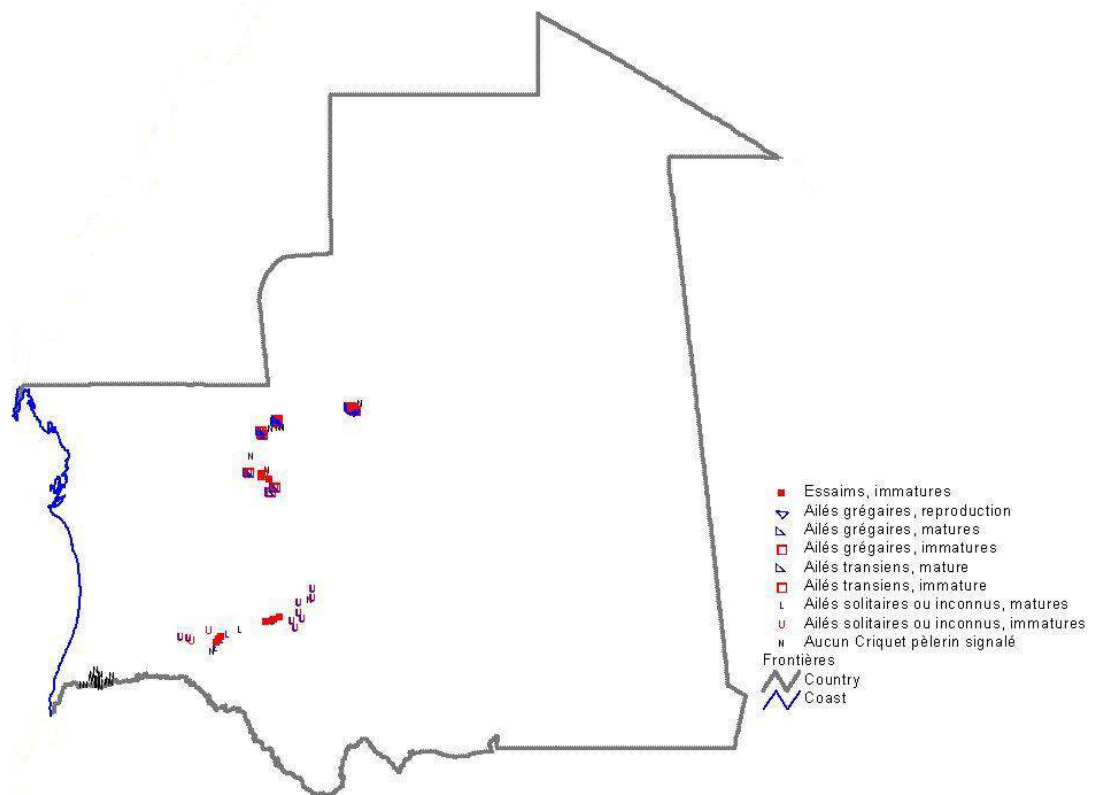 Essaims, immatures
Ailés grégaires, reproduction
Ailés grégaires, matures
Ailés grégaires, immatures
Ailés transiens, mature
Ailés transiens, immature
L Ailés solitaires ou inconnus, matures
U Ailés solitaires ou inconnus, immatures
N Aucun Criquet pèlerin signalé
Frontières
Country
Coast